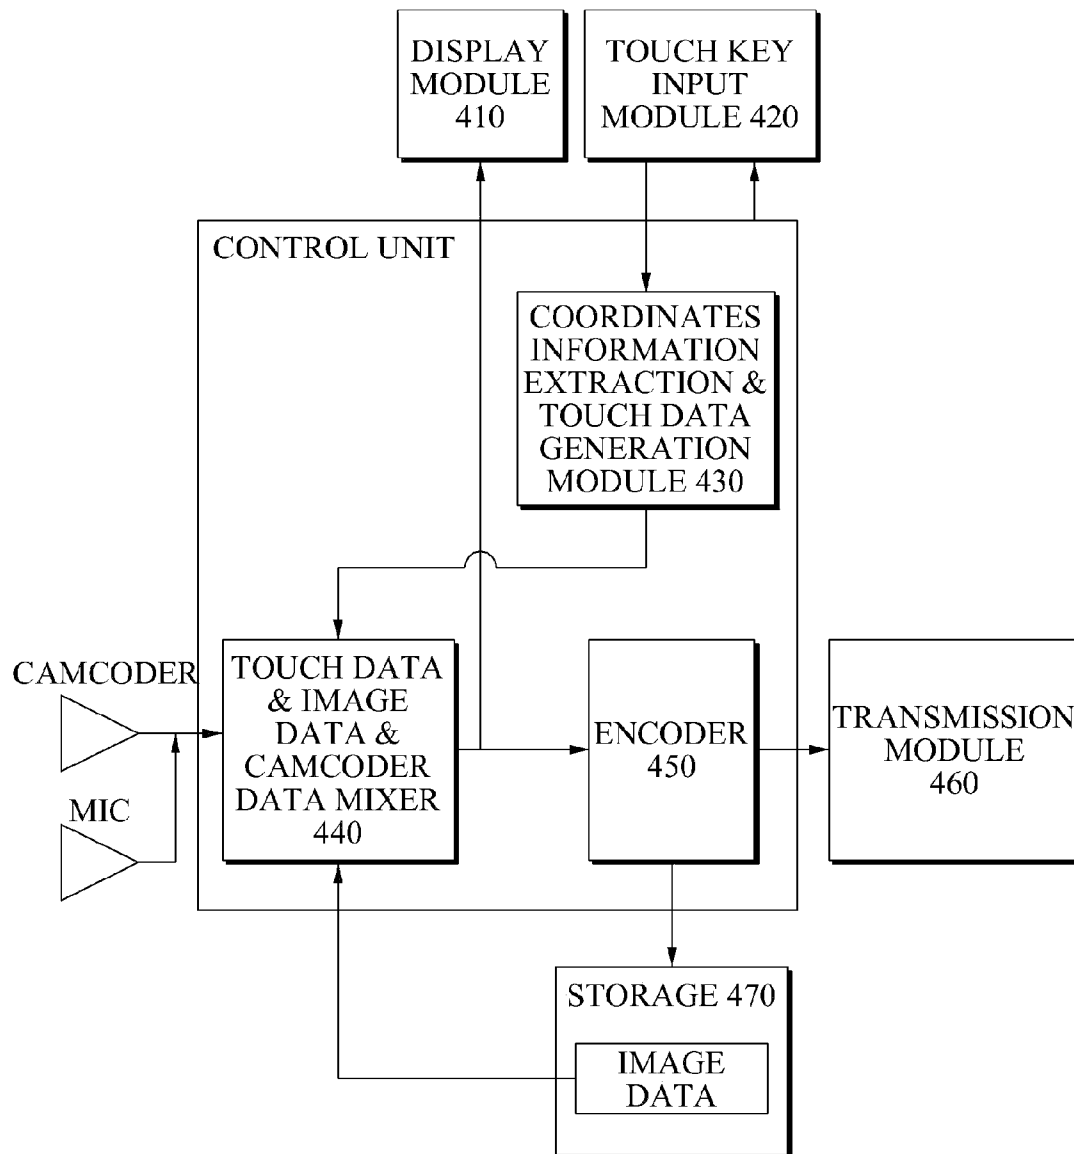 DISPLAY
MODULE
410
TOUCH KEY
INPUT
MODULE 420
CONTROL UNIT
COORDINATES
INFORMATION
EXTRACTION &
TOUCH DATA
GENERATION
MODULE 430
CAMCODER
MIC
TOUCH DATA
& IMAGE
DATA &
CAMCODER
DATA MIXER
440
ENCODER
450
TRANSMISSION
MODULE
460
STORAGE 470
IMAGE
DATA